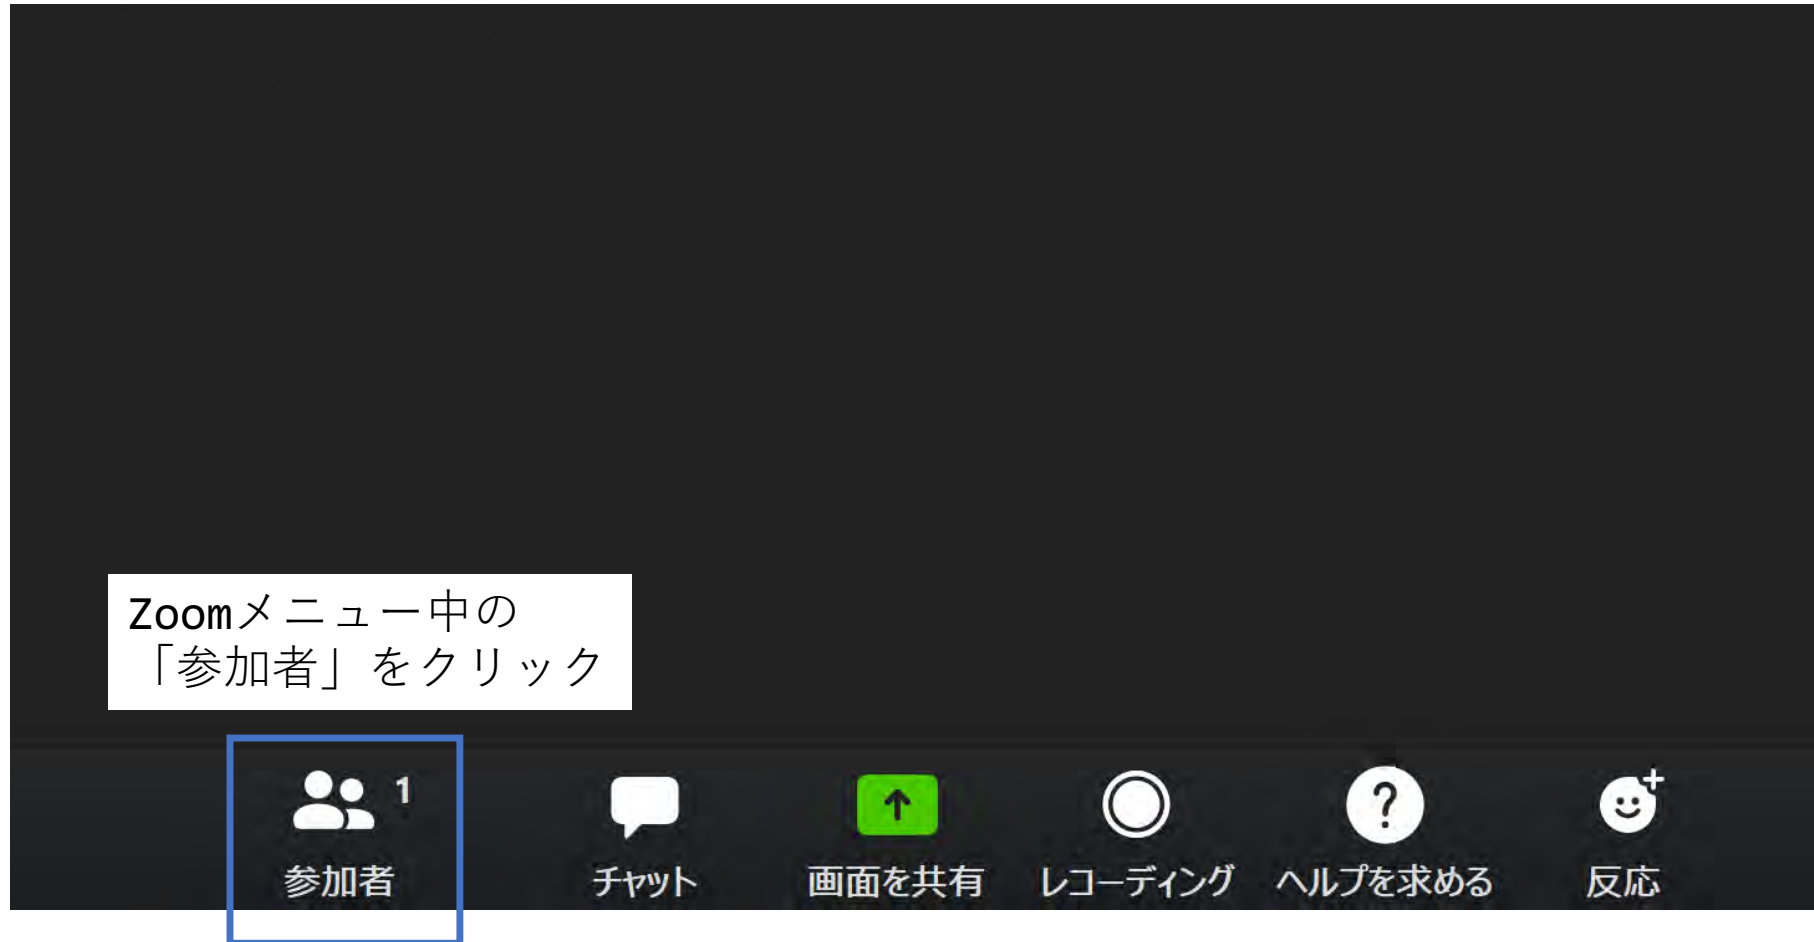 Zoomメニュー中の
「参加者」をクリック
1
参加者
チャット
画面を共有
レコーディング
ヘルプを求める
反応